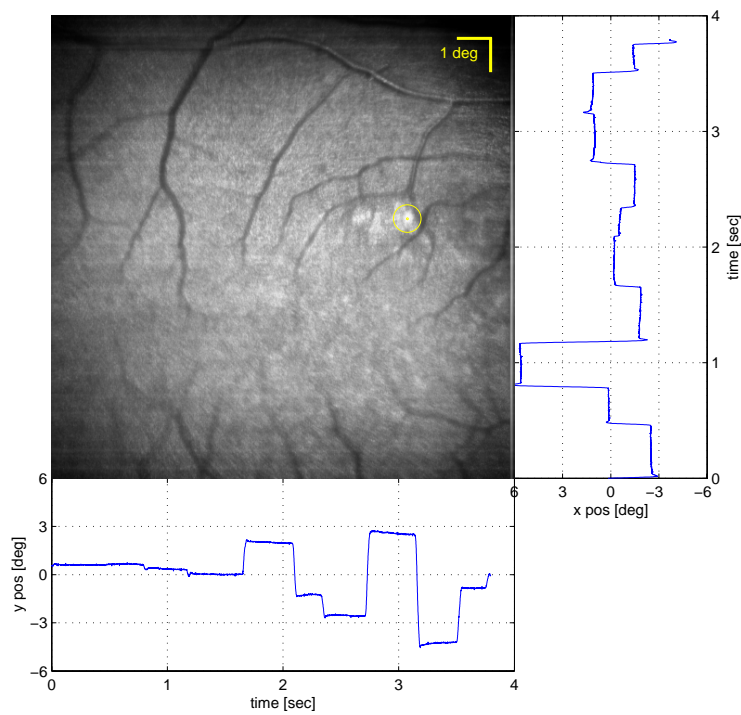 1 deg
4
3
2
1
0
time [sec]
6 3 0 −3 −6
x pos [deg]
6
3
0
−3
−6
y pos [deg]
0 1 2 3 4
time [sec]